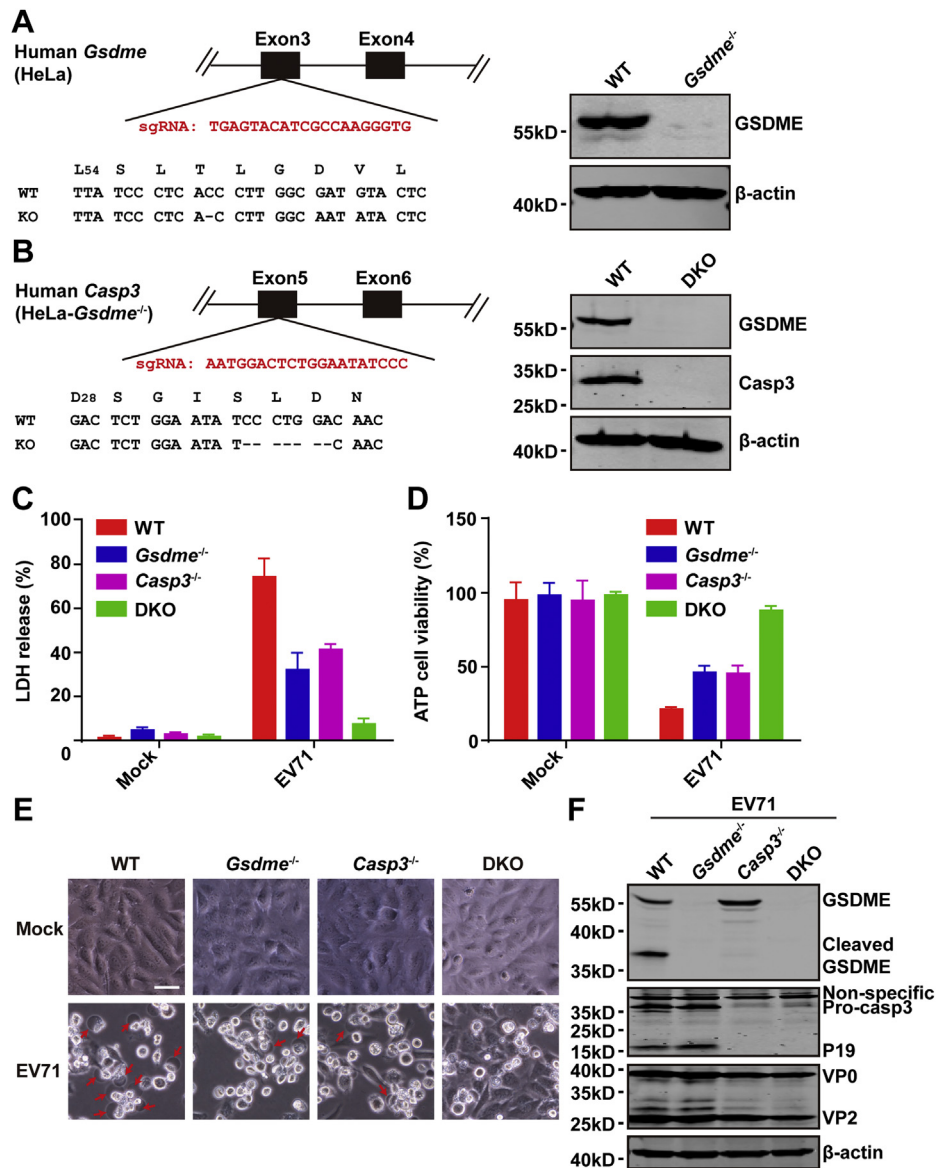 A
Human Gsdme
(HeLa)
Exon3 Exon4
sgRNA: TGAGTACATCGCCAAGGGTG
L54 S L T L G D V L
WT TTA TCC CTC ACC CTT GGC GAT GTA CTC
KO TTA TCC CTC A-C CTT GGC AAT ATA CTC
WT Gsdme-/-
55kD GSDME
40kD β-actin
B
Human Casp3
(HeLa-Gsdme-/-)
Exon5 Exon6
sgRNA: AATGGACTCTGGAATATCCC
D28 S G I S L D N
WT GAC TCT GGA ATA TCC CTG GAC AAC
KO GAC TCT GGA ATA T-- --- --C AAC
WT DKO
55kD GSDME
35kD
25kD
Casp3
40kD β-actin
C
LDH release (%)
100
80
60
40
20
0
WT
Gsdme-/-
Casp3-/-
DKO
Mock EV71
D
ATP cell viability (%)
150
100
50
0
WT
Gsdme-/-
Casp3-/-
DKO
Mock EV71
E
WT Gsdme-/- Casp3-/- DKO
Mock
EV71
F
EV71
WT Gsdme-/- Casp3-/- DKO
55kD GSDME
40kD
35kD
Cleaved
GSDME
Non-specific
35kD Pro-casp3
25kD
15kD P19
40kD VP0
35kD
25kD VP2
40kD β-actin